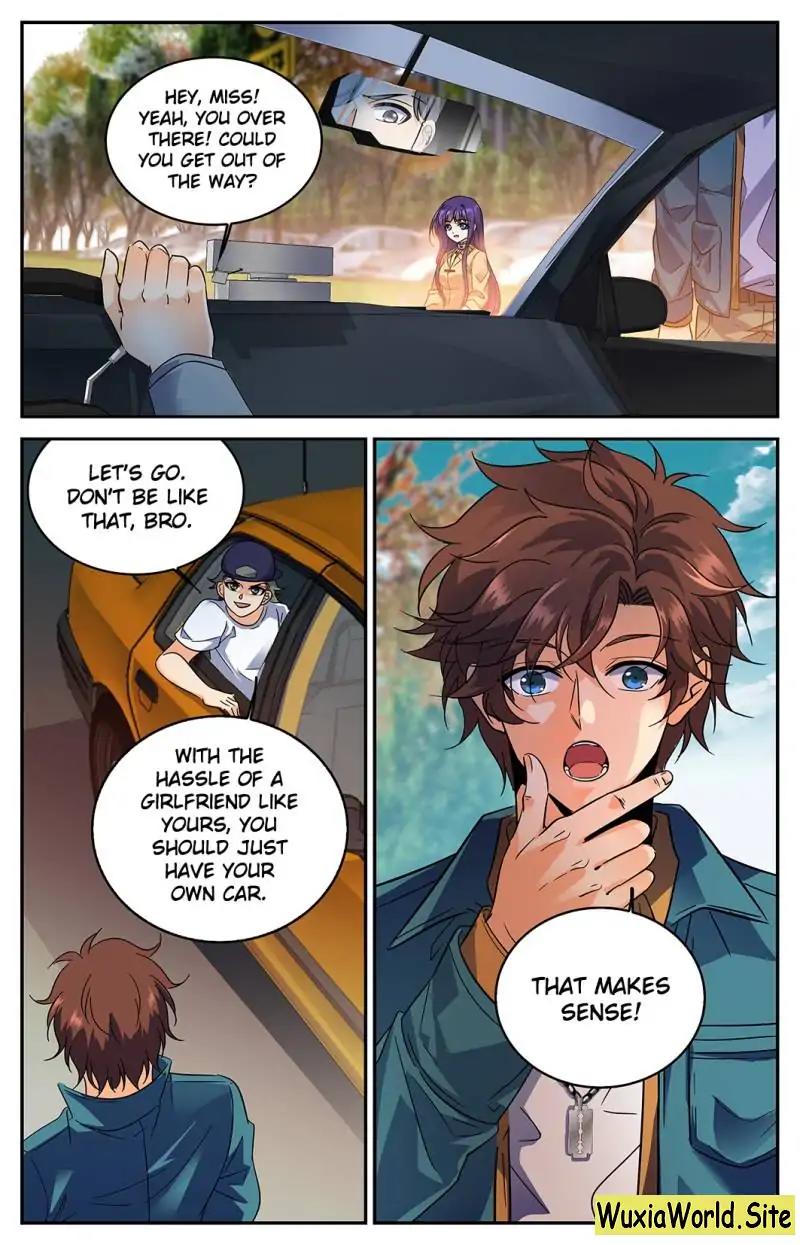 HEY, MISS!
YEAH, YOU OVER
THERE! COULD
YOU GET OUT OF
THE WAY?
LET'S GO.
DON'T BE LIKE
THAT, BRO.
WITH THE
HASSLE OF A
GIRLFRIEND LIKE
YOURS, YOU
SHOULD JUST
HAVE YOUR
OWN CAR.
THAT MAKES
SENSE!
WuxiaWorld.Site